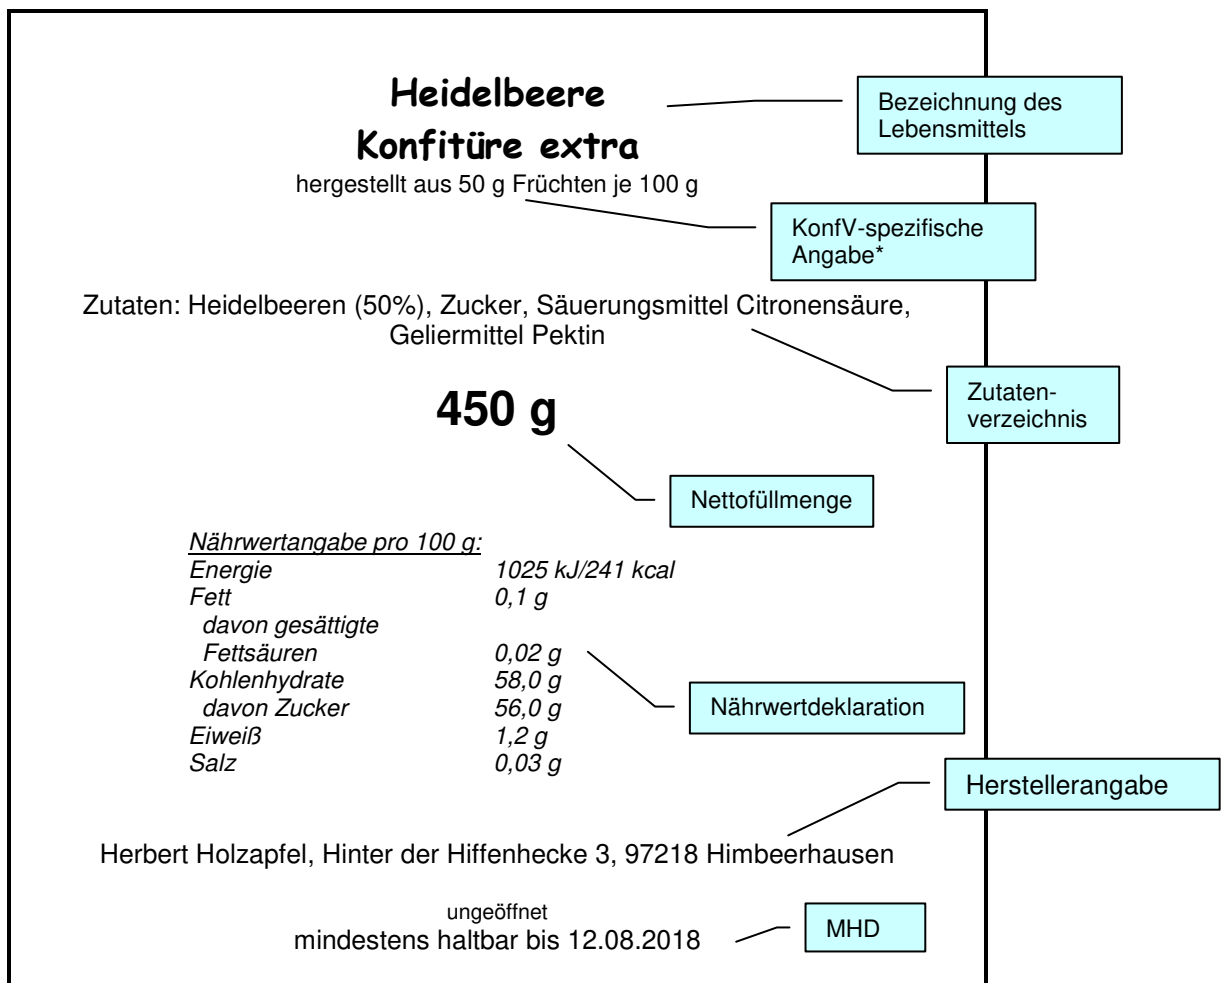 Heidelbeere
Konfitüre extra
hergestellt aus 50 g Früchten je 100 g
Bezeichnung des
Lebensmittels
KonfV-spezifische
Angabe*
Zutaten: Heidelbeeren (50%), Zucker, Säuerungsmittel Citronensäure,
Geliermittel Pektin
Zutaten-
verzeichnis
450 g
Nettofüllmenge
Nährwertangabe pro 100 g:
Energie 1025 kJ/241 kcal
Fett 0,1 g
davon gesättigte
Fettsäuren 0,02 g
Kohlenhydrate 58,0 g
davon Zucker 56,0 g
Eiweiß 1,2 g
Salz 0,03 g
Nährwertdeklaration
Herstellerangabe
Herbert Holzapfel, Hinter der Hiffenhecke 3, 97218 Himbeerhausen
ungeöffnet
mindestens haltbar bis 12.08.2018
MHD